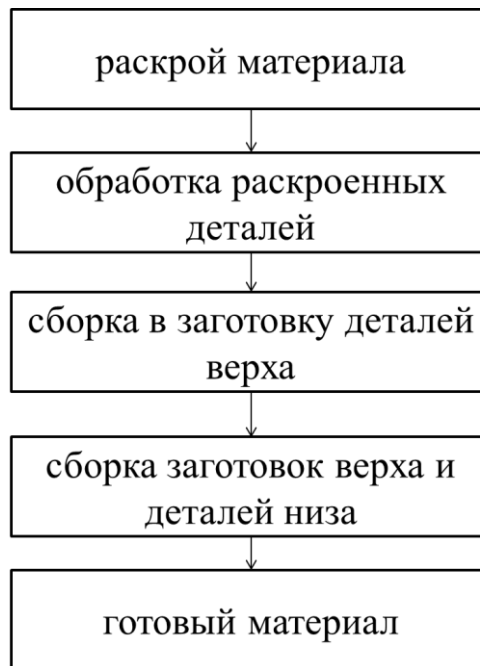 раскрой материала
обработка раскроенных
деталей
сборка в заготовку деталей
верха
сборка заготовок верха и
деталей низа
готовый материал